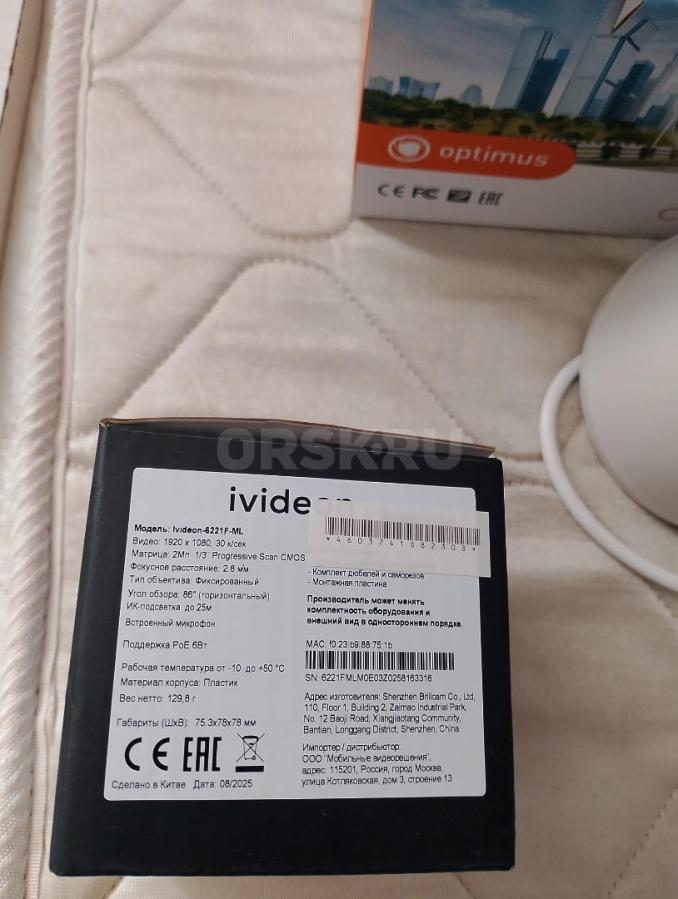 optimus
CE FC EAC
C
ORSK.RU
ivideon
Модель: Ivideon-6221F-ML
Видео: 1920 x 1080, 30 к/сек
Матрица: 2Мп 1/3" Progressive Scan CMOS
Фокусное расстояние: 2.8 мм
Тип объектива: Фиксированный
Угол обзора: 86° (горизонтальный)
ИК-подсветка до 25м
Встроенный микрофон
Поддержка PoE 6Вт
Рабочая температура от -10 до +50 °C
Материал корпуса: Пластик
Вес нетто: 129,8 г
Габариты (ШхВ): 75.3x78x78 мм
CE EAC
Сделано в Китае Дата: 08/2025
*4603741882308*
- Комплект дюбелей и саморезов
- Монтажная пластина
Производитель может менять
комплектность оборудования и
внешний вид в одностороннем порядке.
MAC: f0:23:b9:88:75:1b
SN: 6221FMLM0E03Z0258163316
Адрес изготовителя: Shenzhen Brilicam Co., Ltd,
110, Floor 1, Building 2, Zaimao Industrial Park,
No. 12 Baoji Road, Xiangjiaotang Community,
Bantian, Longgang District, Shenzhen, China
Импортер / дистрибьютор:
ООО "Мобильные видеорешения",
адрес: 115201, Россия, город Москва,
улица Котляковская, дом 3, строение 13